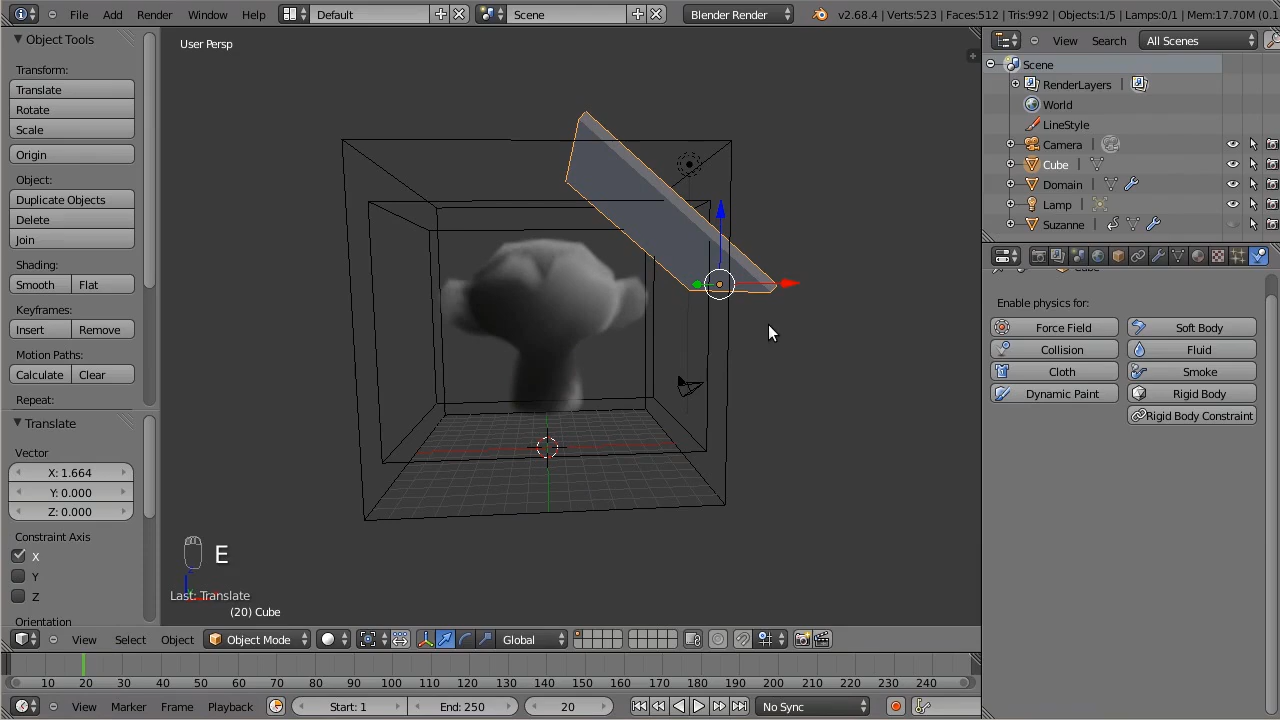 File Add Render Window Help Default Scene Blender Render v2.68.4 | Verts:523 | Faces:512 | Tris:992 | Objects:1/5 | Lamps:0/1 | Mem:17.70M (0.1
Object Tools
Transform:
Translate
Rotate
Scale
Origin
Object:
Duplicate Objects
Delete
Join
Shading:
Smooth Flat
Keyframes:
Insert Remove
Motion Paths:
Calculate Clear
Repeat:
Translate
Vector
X: 1.664
Y: 0.000
Z: 0.000
Constraint Axis
X
Y
Z
Orientation
User Persp
E
Last: Translate
(20) Cube
View Select Object Object Mode Global
View Search All Scenes
Scene
RenderLayers |
World
LineStyle
Camera |
Cube |
Domain |
Lamp |
Suzanne |
Cube
Enable physics for:
Force Field Soft Body
Collision Fluid
Cloth Smoke
Dynamic Paint Rigid Body
Rigid Body Constraint
10 20 30 40 50 60 70 80 90 100 110 120 130 140 150 160 170 180 190 200 210 220 230 240
View Marker Frame Playback Start: 1 End: 250 20 No Sync